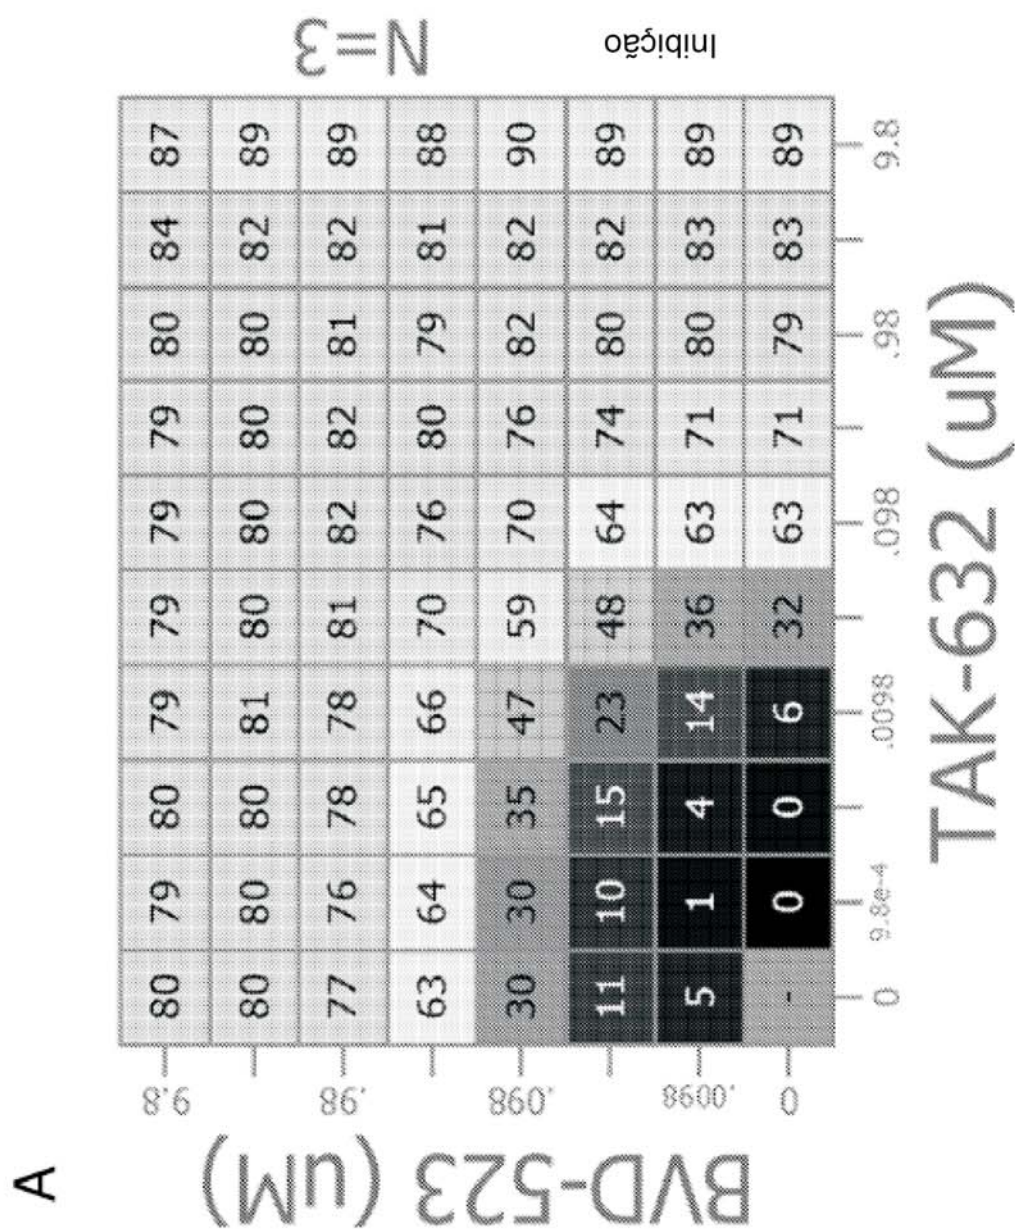 A
BVD-523 (uM)
9.8 80 79 80 79 79 79 79 80 84 87
80 80 80 81 80 80 80 80 82 89
.98 77 76 78 78 81 82 82 81 82 89
63 64 65 66 70 76 80 79 81 88
.098 30 30 35 47 59 70 76 82 82 90
11 10 15 23 48 64 74 80 82 89
.0098 5 1 4 14 36 63 71 80 83 89
0 - 0 0 6 32 63 71 79 83 89
0 9.8e-4 .0098 .098 .98 9.8
TAK-632 (uM)
N=3
Inibição